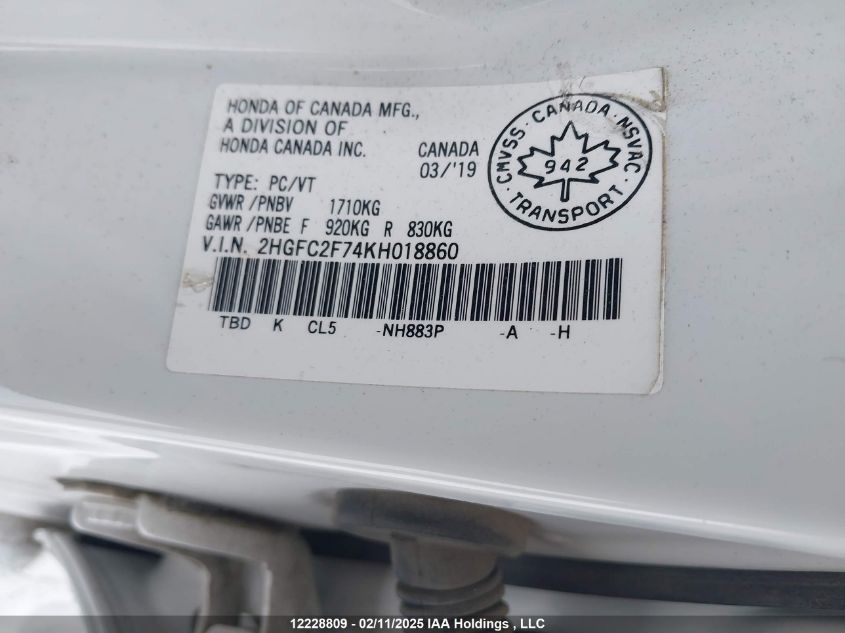 HONDA OF CANADA MFG.,
A DIVISION OF
HONDA CANADA INC.
CANADA
03/'19
CMVSS · CANADA · NSVAC
942
· TRANSPORT ·
TYPE: PC/VT
GVWR /PNBV 1710KG
GAWR /PNBE F 920KG R 830KG
V.I.N. 2HGFC2F74KH018860
TBD K CL5 -NH883P -A -H
12228809 - 02/11/2025 IAA Holdings , LLC